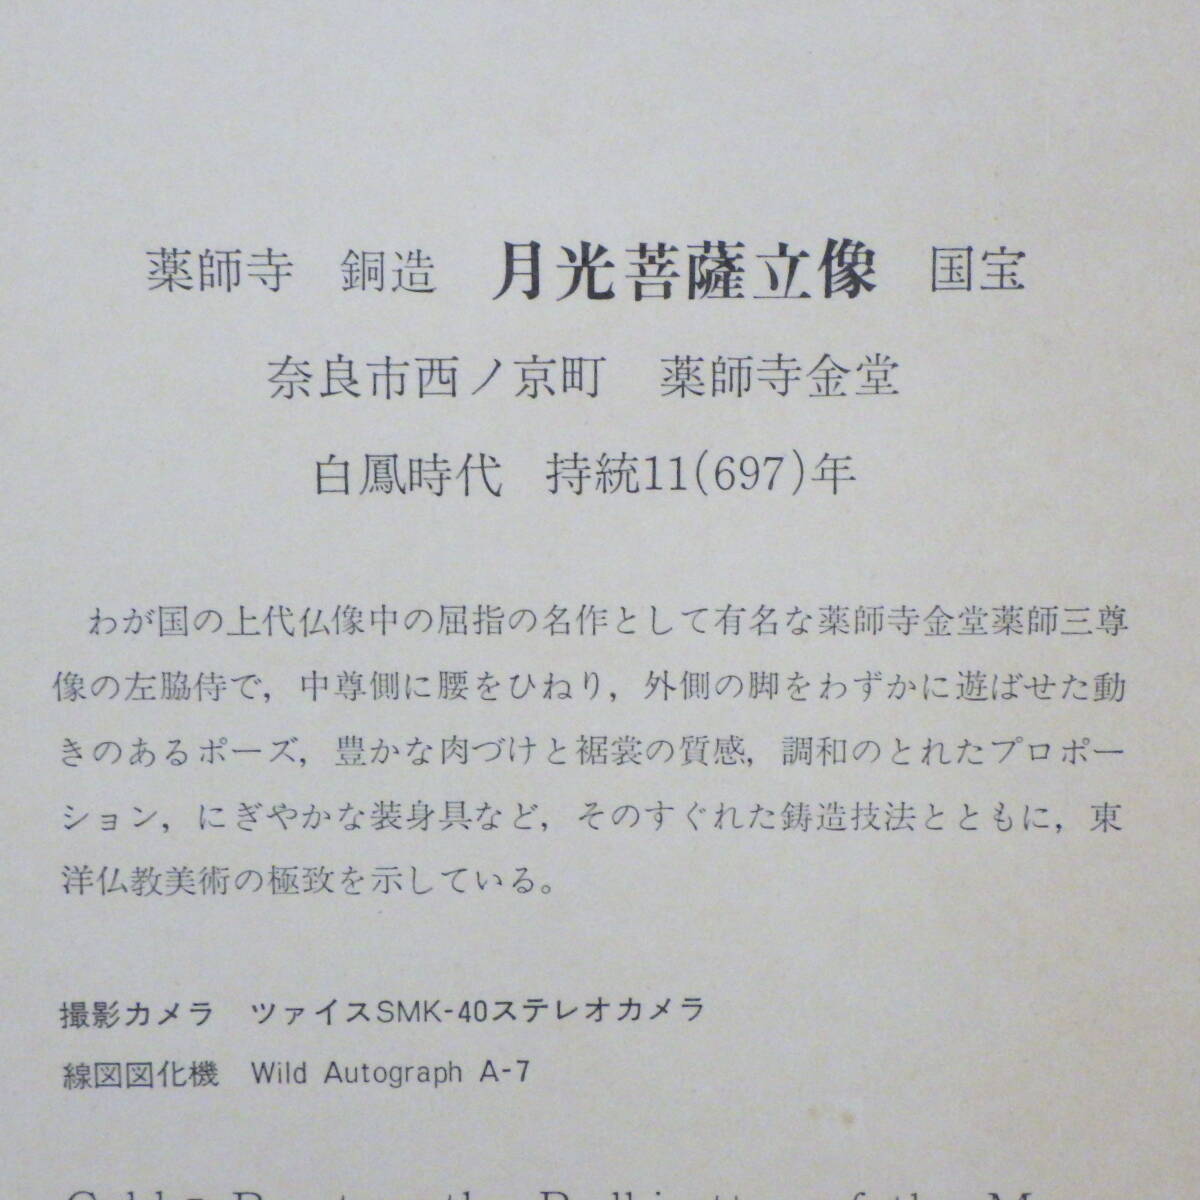 薬師寺　銅造　月光菩薩立像　国宝
奈良市西ノ京町　薬師寺金堂
白鳳時代　持統11(697)年
わが国の上代仏像中の屈指の名作として有名な薬師寺金堂薬師三尊
像の左脇侍で，中尊側に腰をひねり，外側の脚をわずかに遊ばせた動
きのあるポーズ，豊かな肉づけと裾裳の質感，調和のとれたプロポー
ション，にぎやかな装身具など，そのすぐれた鋳造技法とともに，東
洋仏教美術の極致を示している。
撮影カメラ　ツァイスSMK-40ステレオカメラ
線図図化機　Wild Autograph A-7